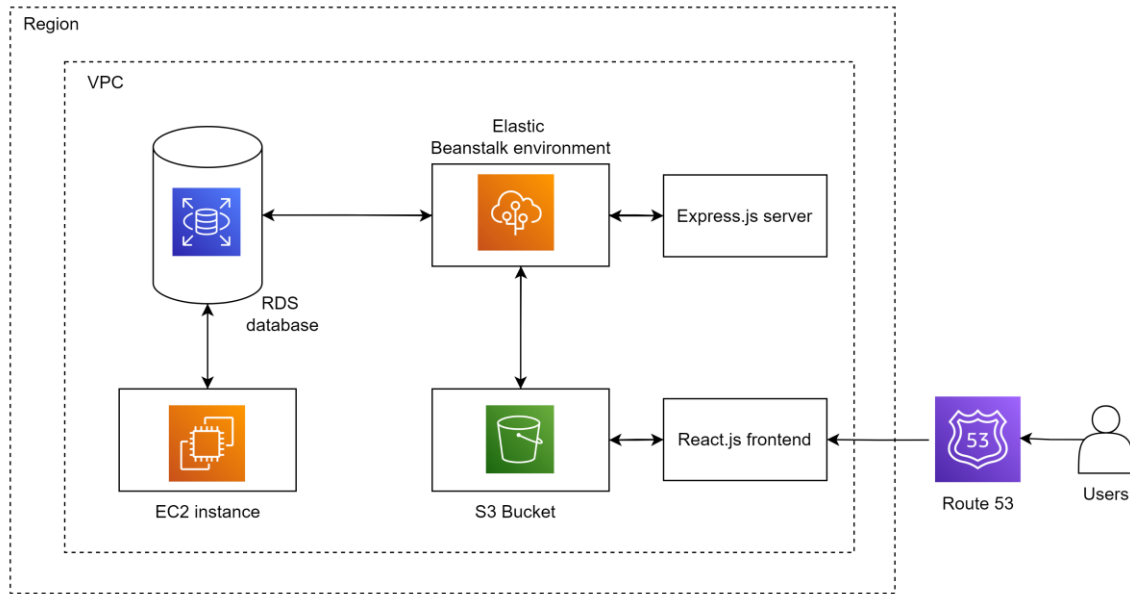 Region
VPC
Elastic
Beanstalk environment
Express.js server
RDS
database
React.js frontend
53
EC2 instance
S3 Bucket
Route 53
Users